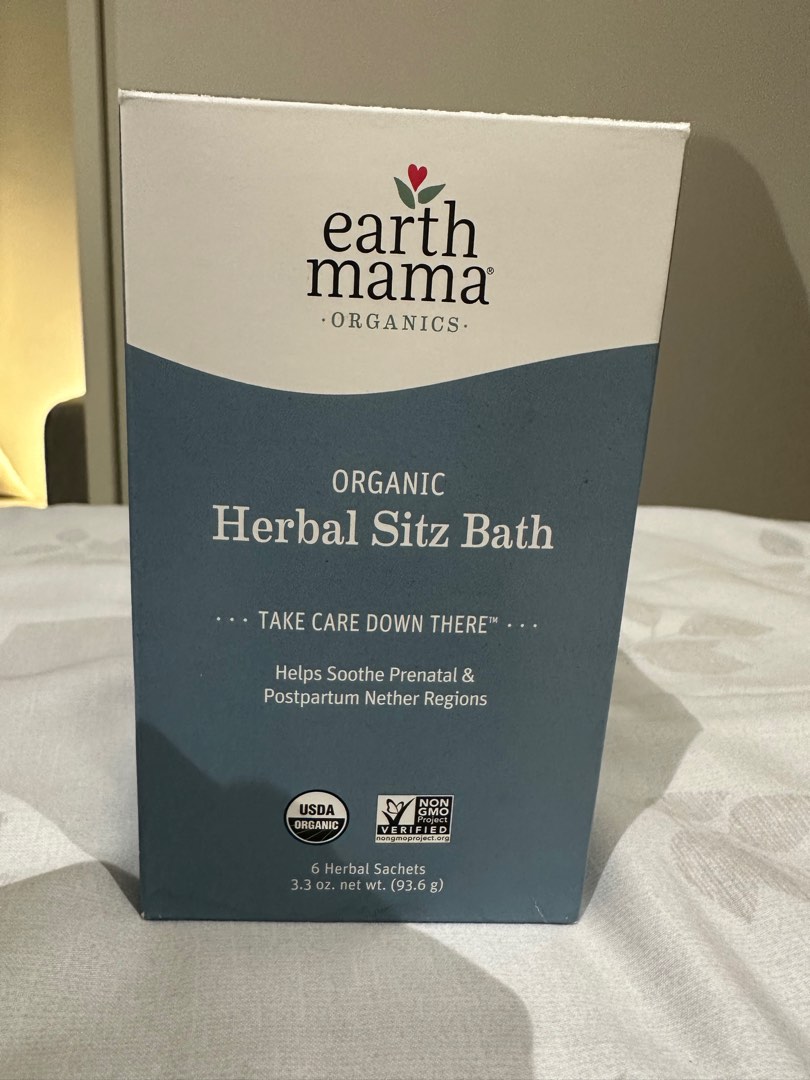 earth
mama®
·ORGANICS·
ORGANIC
Herbal Sitz Bath
··· TAKE CARE DOWN THERE™ ···
Helps Soothe Prenatal &
Postpartum Nether Regions
USDA
ORGANIC
NON
GMO
Project
VERIFIED
nongmoproject.org
6 Herbal Sachets
3.3 oz. net wt. (93.6 g)